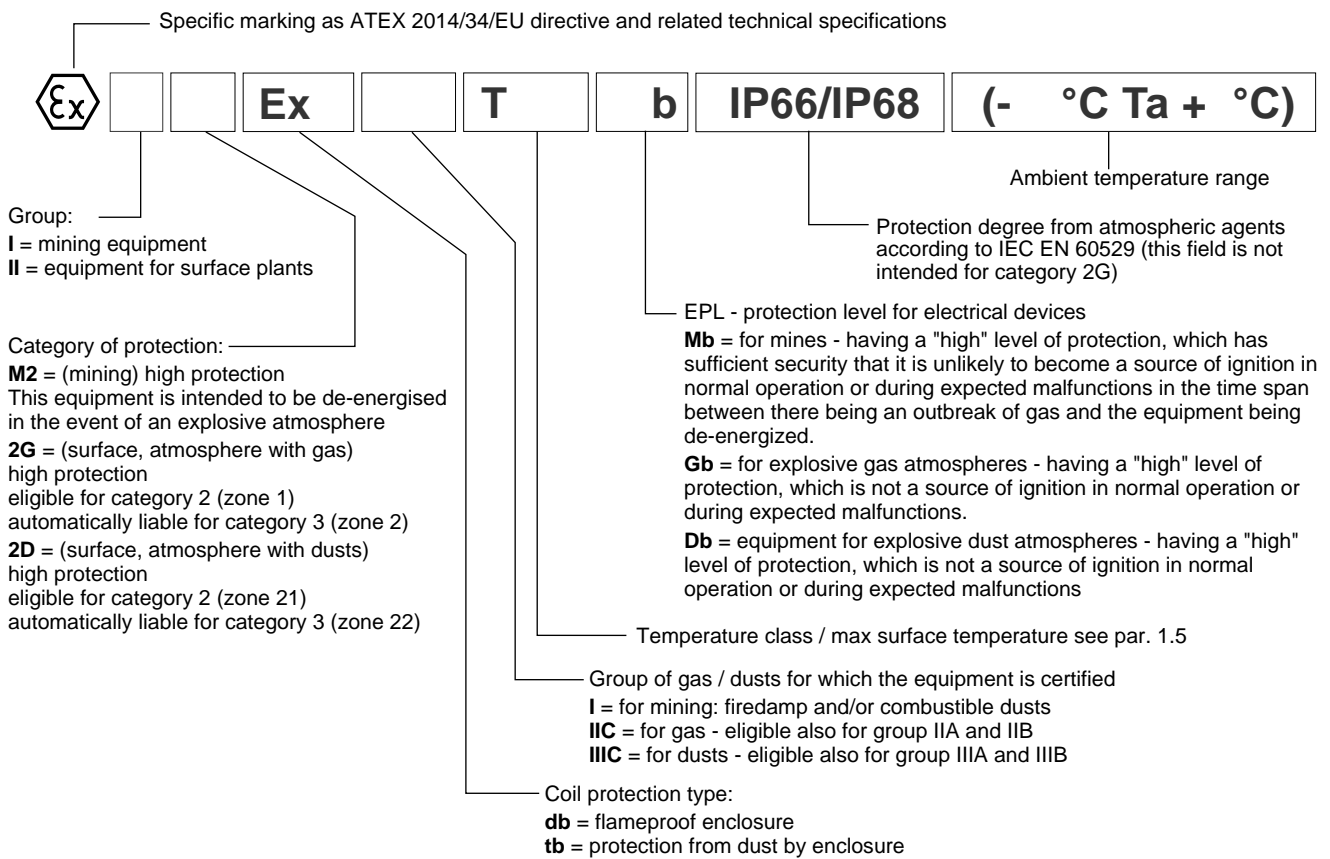 Specific marking as ATEX 2014/34/EU directive and related technical specifications
Ex Ex T b IP66/IP68 (- °C Ta + °C)
Ambient temperature range
Group:
I = mining equipment
II = equipment for surface plants
Protection degree from atmospheric agents
according to IEC EN 60529 (this field is not
intended for category 2G)
Category of protection:
M2 = (mining) high protection
This equipment is intended to be de-energised
in the event of an explosive atmosphere
2G = (surface, atmosphere with gas)
high protection
eligible for category 2 (zone 1)
automatically liable for category 3 (zone 2)
2D = (surface, atmosphere with dusts)
high protection
eligible for category 2 (zone 21)
automatically liable for category 3 (zone 22)
EPL - protection level for electrical devices
Mb = for mines - having a "high" level of protection, which has
sufficient security that it is unlikely to become a source of ignition in
normal operation or during expected malfunctions in the time span
between there being an outbreak of gas and the equipment being
de-energized.
Gb = for explosive gas atmospheres - having a "high" level of
protection, which is not a source of ignition in normal operation or
during expected malfunctions.
Db = equipment for explosive dust atmospheres - having a "high"
level of protection, which is not a source of ignition in normal
operation or during expected malfunctions
Temperature class / max surface temperature see par. 1.5
Group of gas / dusts for which the equipment is certified
I = for mining: firedamp and/or combustible dusts
IIC = for gas - eligible also for group IIA and IIB
IIIC = for dusts - eligible also for group IIIA and IIIB
Coil protection type:
db = flameproof enclosure
tb = protection from dust by enclosure